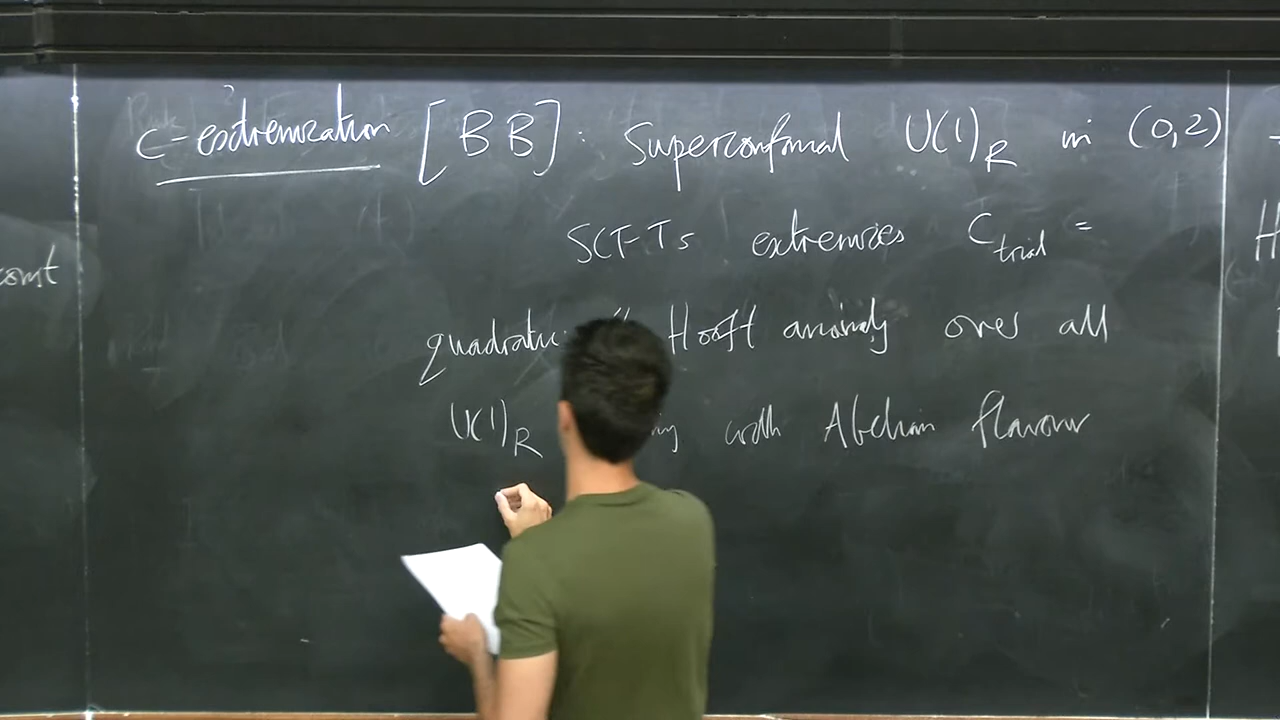 c-extremization [BB]: Superconformal U(1)_R in (0,2)
SCFTs extremizes C_trial =
quadratic 't Hooft anomaly over all
U(1)_R with Abelian flavour